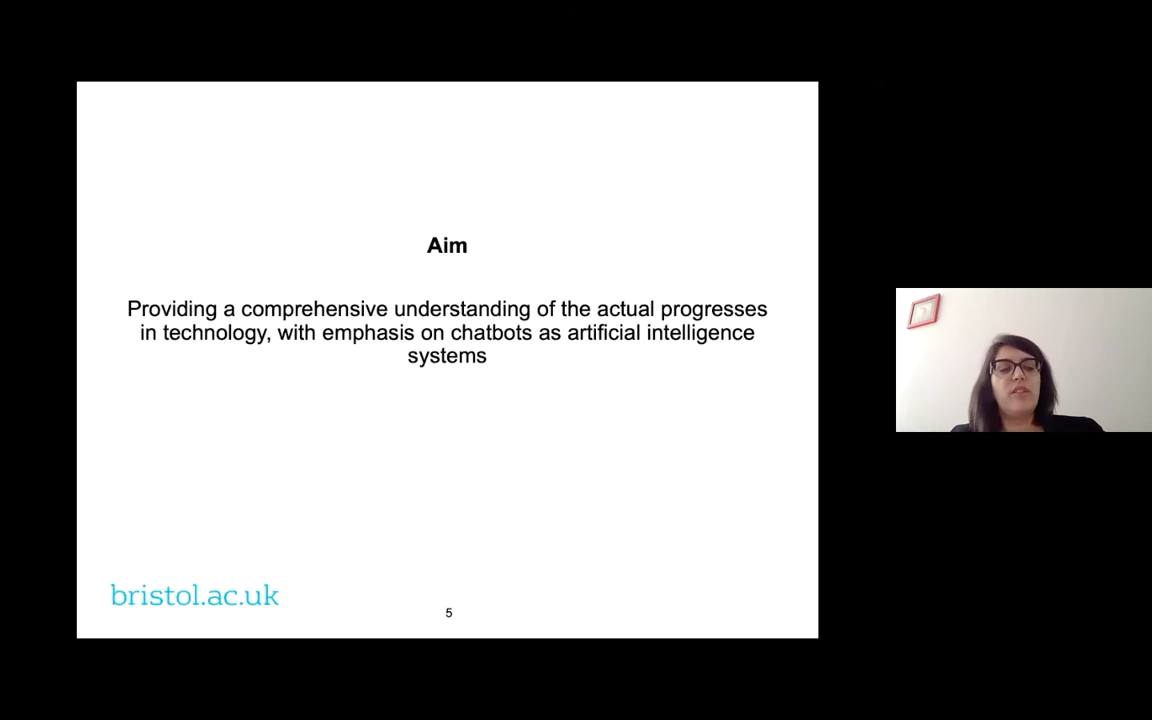 Aim
Providing a comprehensive understanding of the actual progresses
in technology, with emphasis on chatbots as artificial intelligence
systems
bristol.ac.uk
5